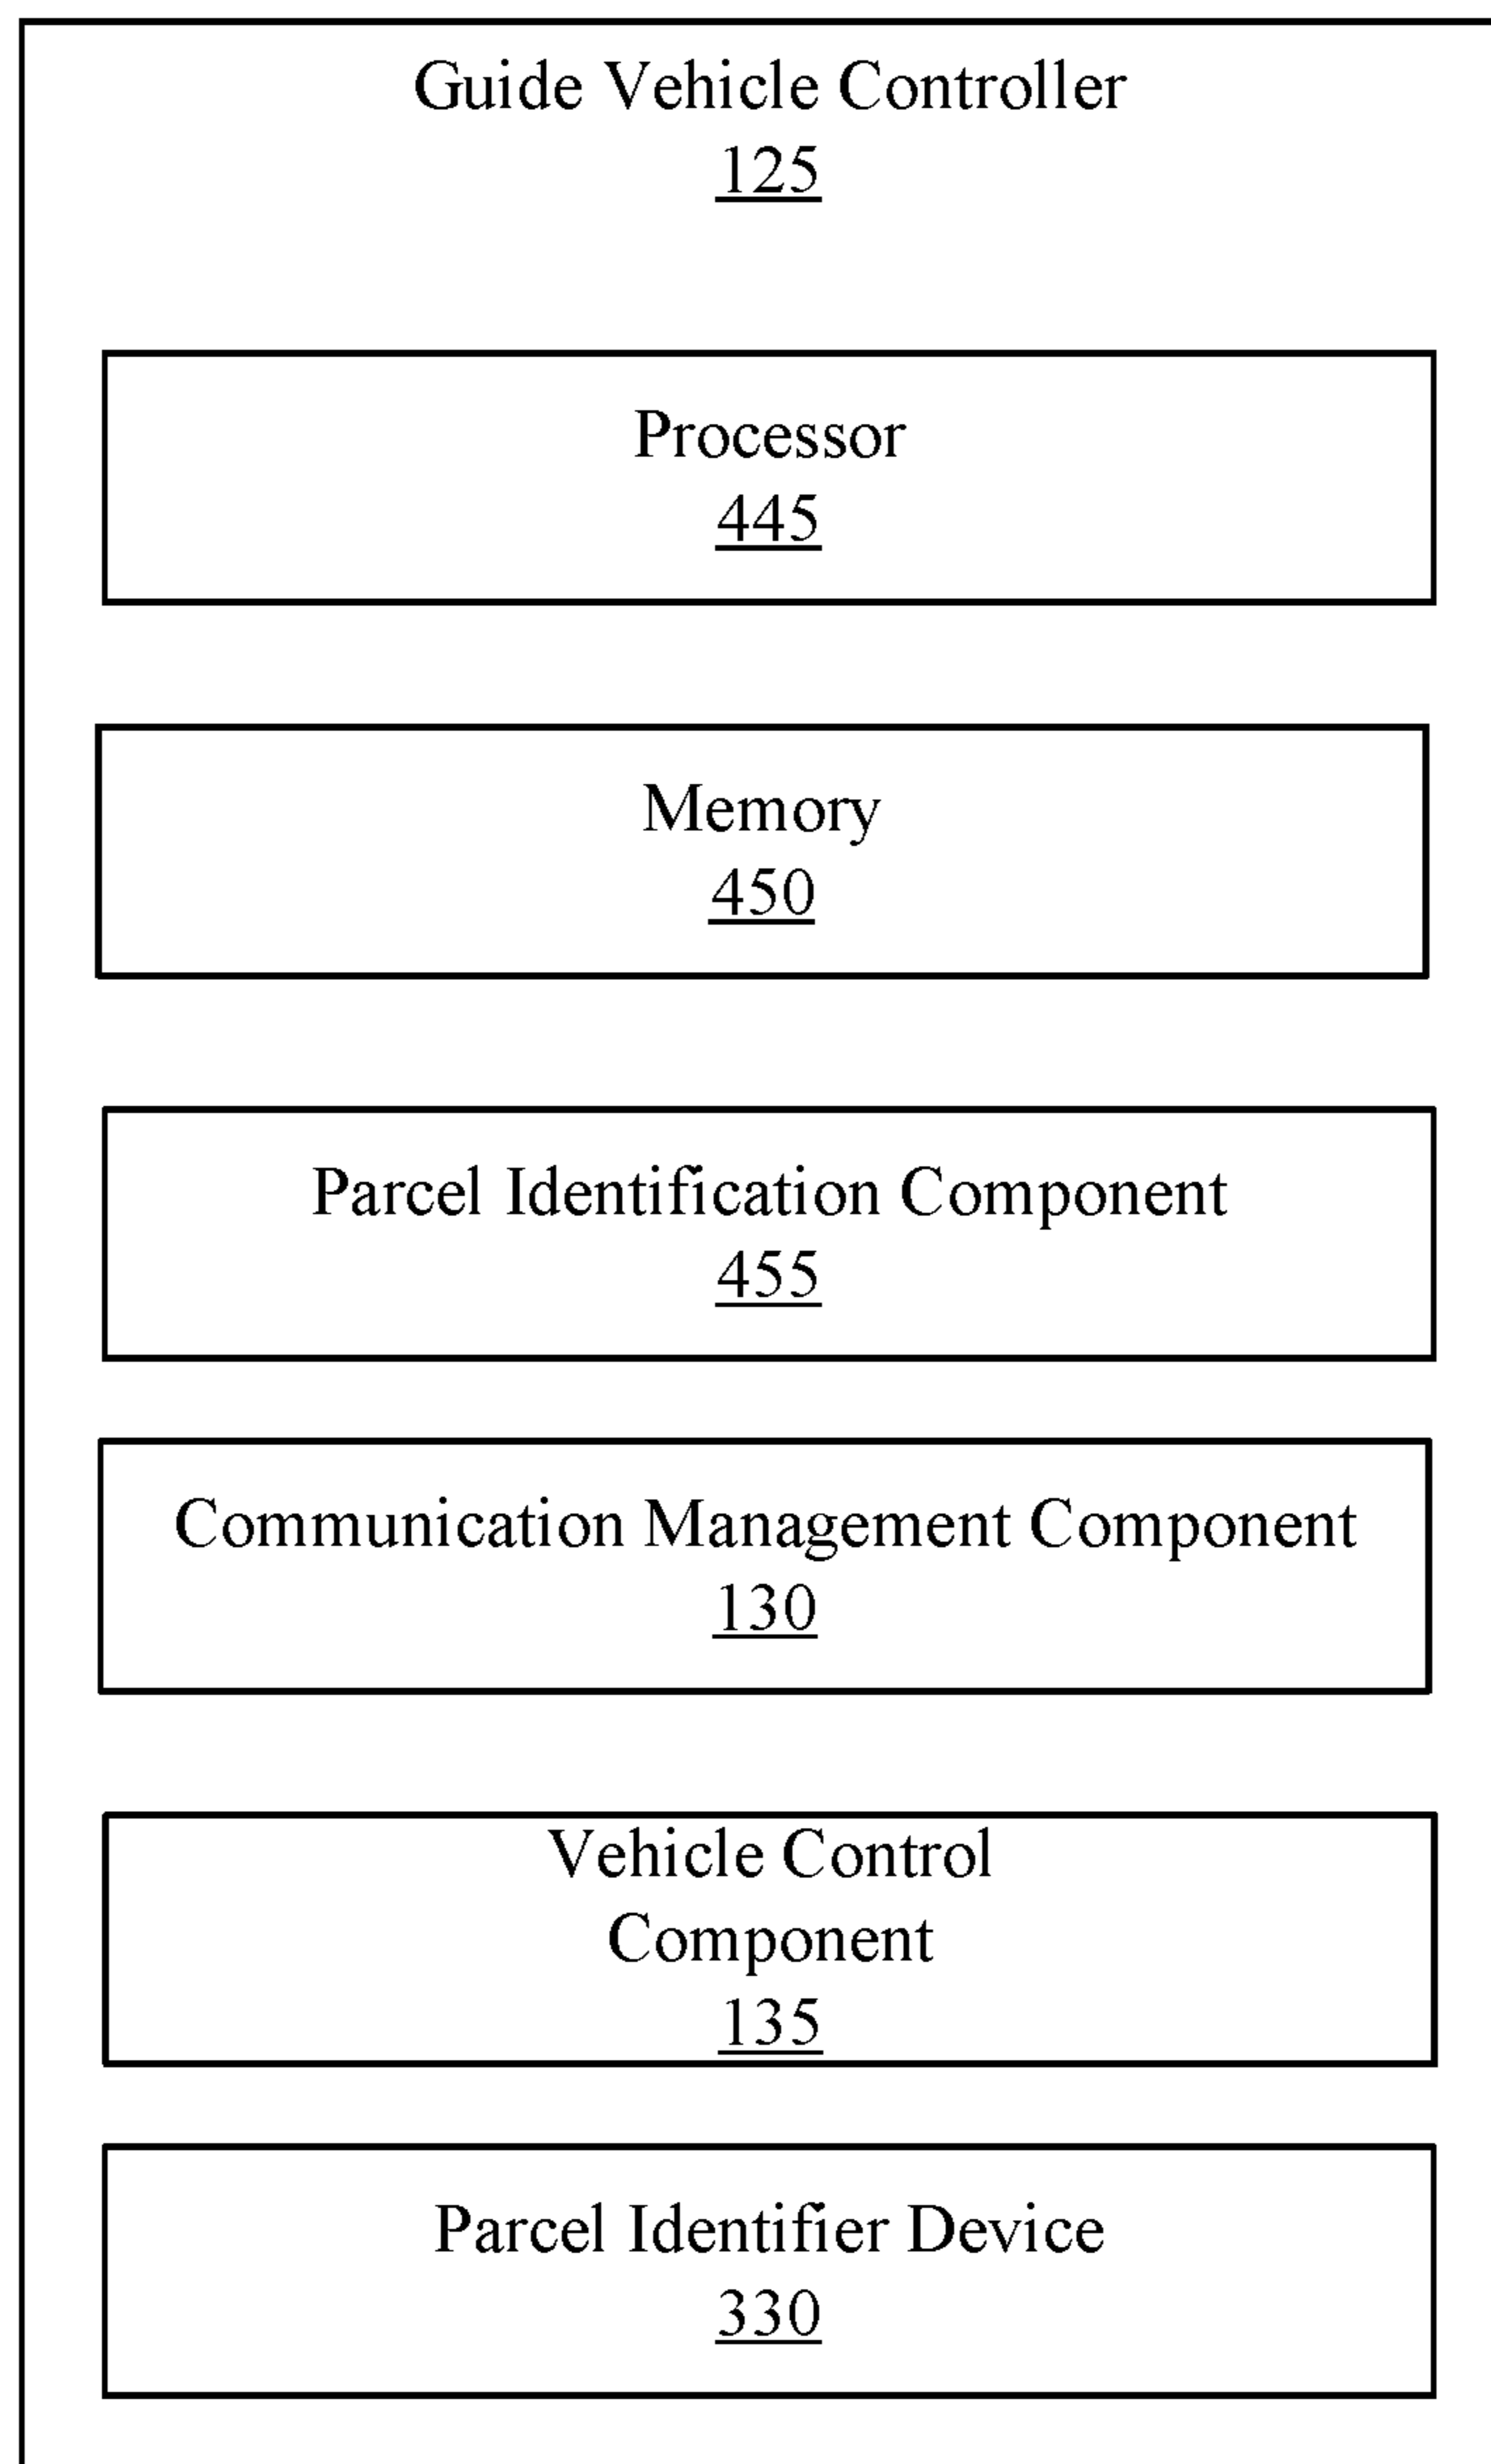 Guide Vehicle Controller
125
Processor
445
Memory
450
Parcel Identification Component
455
Communication Management Component
130
Vehicle Control
Component
135
Parcel Identifier Device
330